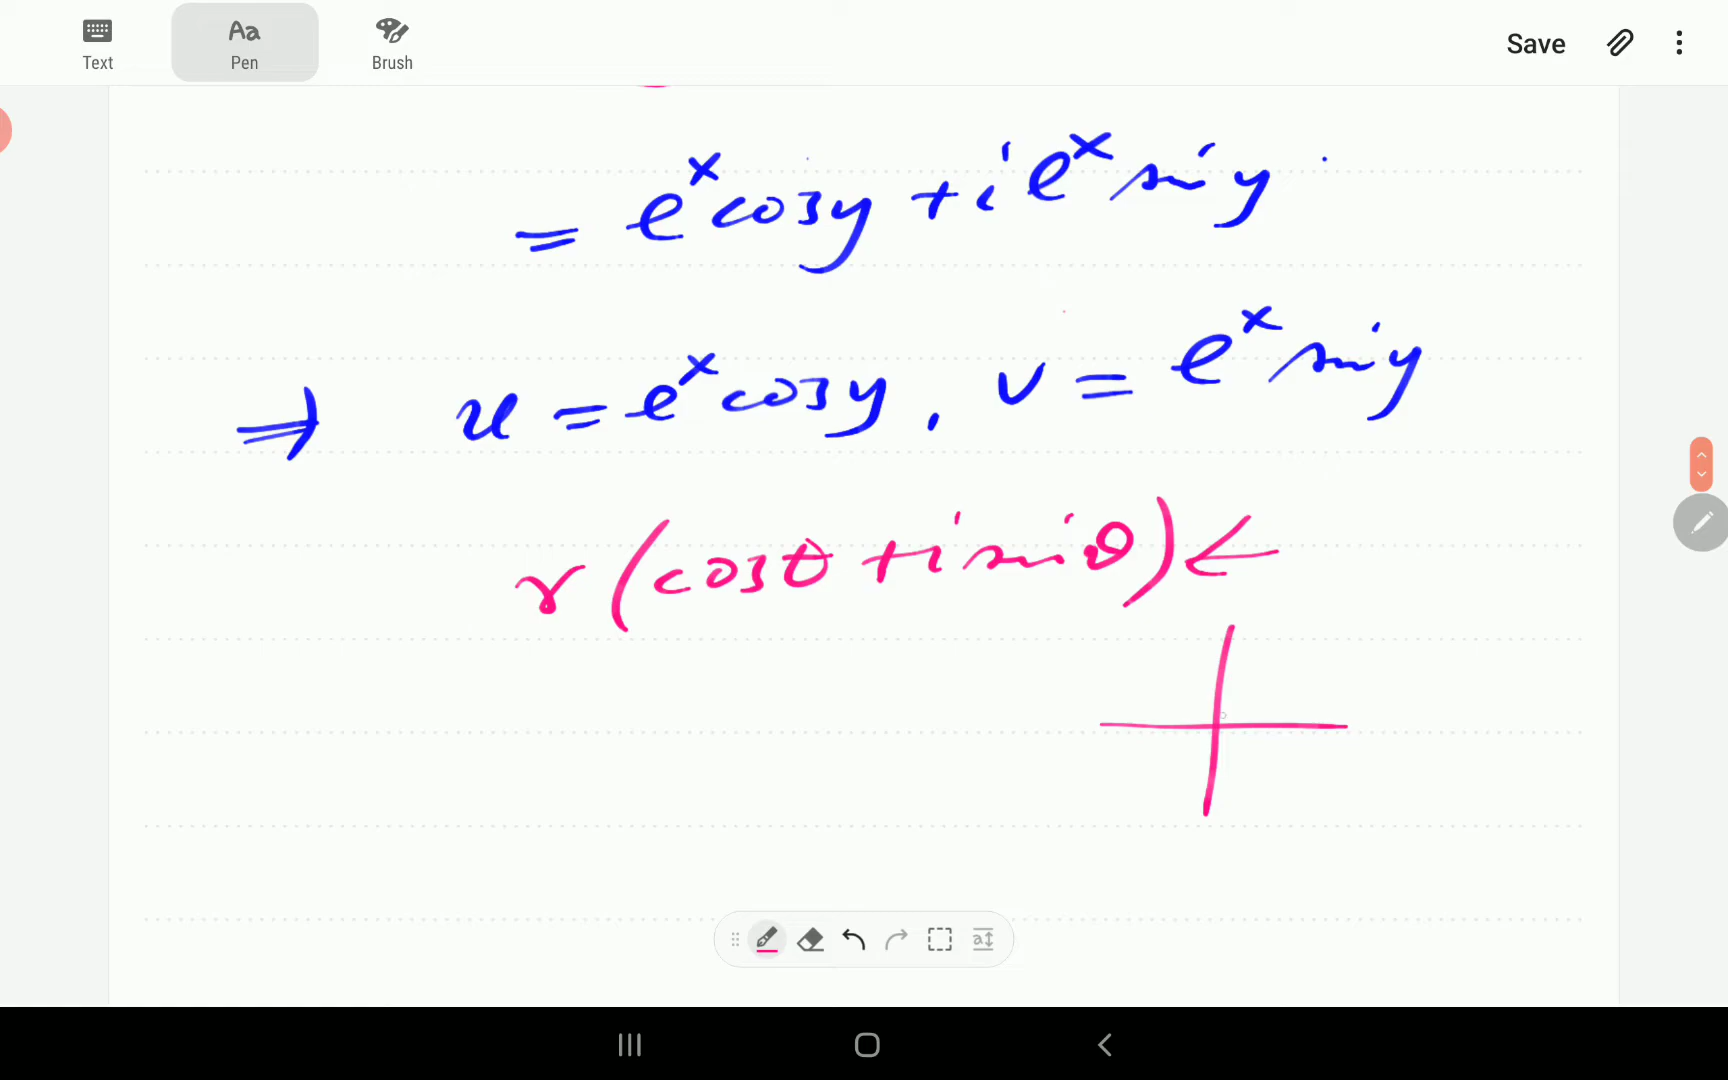 Text Pen Brush Save
= e^x cosy + i e^x siny
⇒ u = e^x cosy, v = e^x siny
r(cosθ + i sinθ) ←